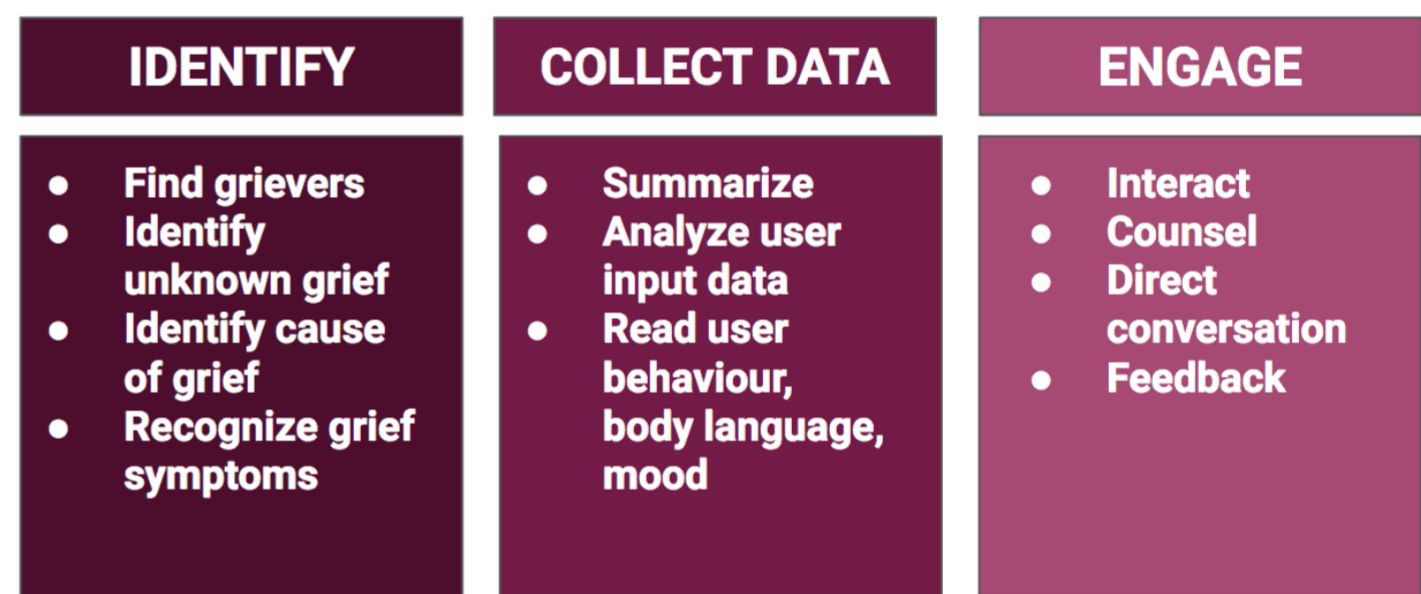 IDENTIFY
● Find grievers
● Identify
unknown grief
● Identify cause
of grief
● Recognize grief
symptoms
COLLECT DATA
● Summarize
● Analyze user
input data
● Read user
behaviour,
body language,
mood
ENGAGE
● Interact
● Counsel
● Direct
conversation
● Feedback